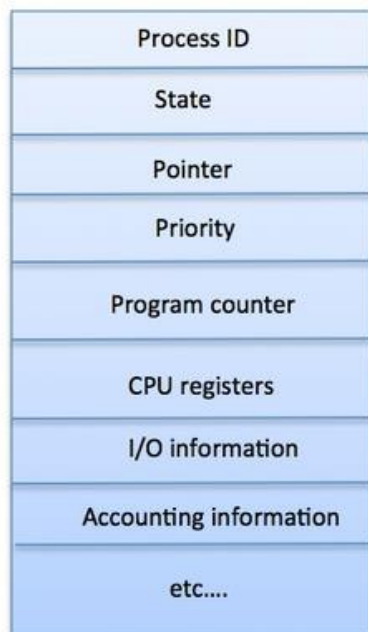 Process ID
State
Pointer
Priority
Program counter
CPU registers
I/O information
Accounting information
etc....